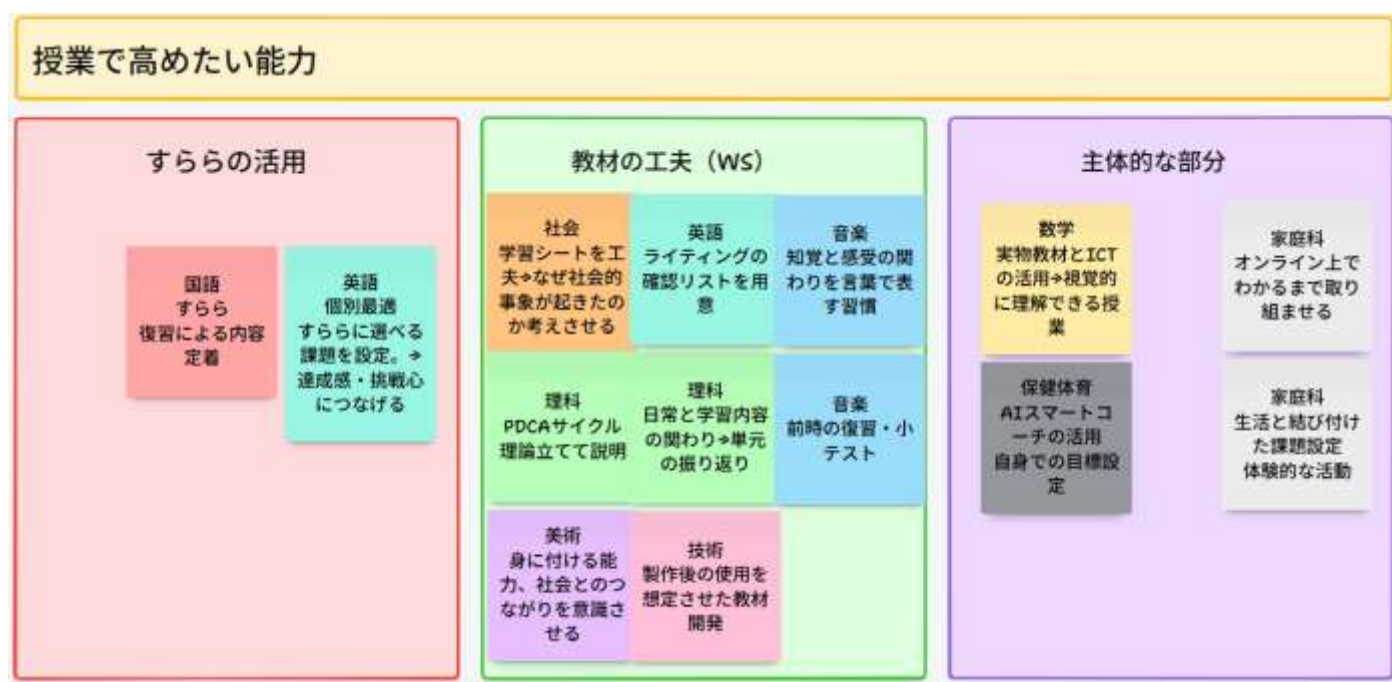 授業で高めたい能力
すららの活用
国語
すらら
復習による内容
定着
英語
個別最適
すららに選べる
課題を設定。→
達成感・挑戦心
につなげる
教材の工夫（WS）
社会
学習シートを工
夫→なぜ社会的
事象が起きたの
か考えさせる
英語
ライティングの
確認リストを用
意
音楽
知覚と感受の関
わりを言葉で表
す習慣
理科
PDCAサイクル
理論立てて説明
理科
日常と学習内容
の関わり→単元
の振り返り
音楽
前時の復習・小
テスト
美術
身に付ける能
力、社会とのつ
ながりを意識さ
せる
技術
製作後の使用を
想定させた教材
開発
主体的な部分
数学
実物教材とICT
の活用→視覚的
に理解できる授
業
家庭科
オンライン上で
わかるまで取り
組ませる
保健体育
AIスマートコ
ーチの活用
自身での目標設
定
家庭科
生活と結び付け
た課題設定
体験的な活動